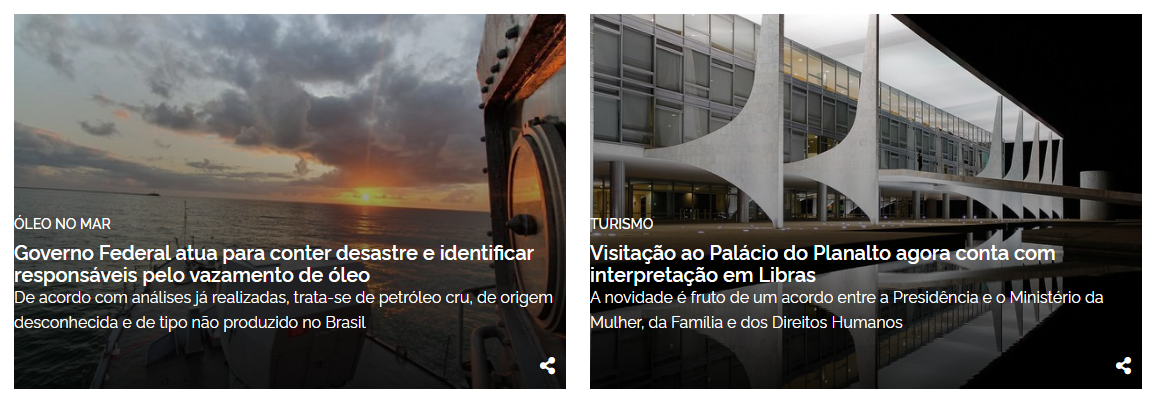 ÓLEO NO MAR
Governo Federal atua para conter desastre e identificar
responsáveis pelo vazamento de óleo
De acordo com análises já realizadas, trata-se de petróleo cru, de origem
desconhecida e de tipo não produzido no Brasil
TURISMO
Visitação ao Palácio do Planalto agora conta com
interpretação em Libras
A novidade é fruto de um acordo entre a Presidência e o Ministério da
Mulher, da Família e dos Direitos Humanos